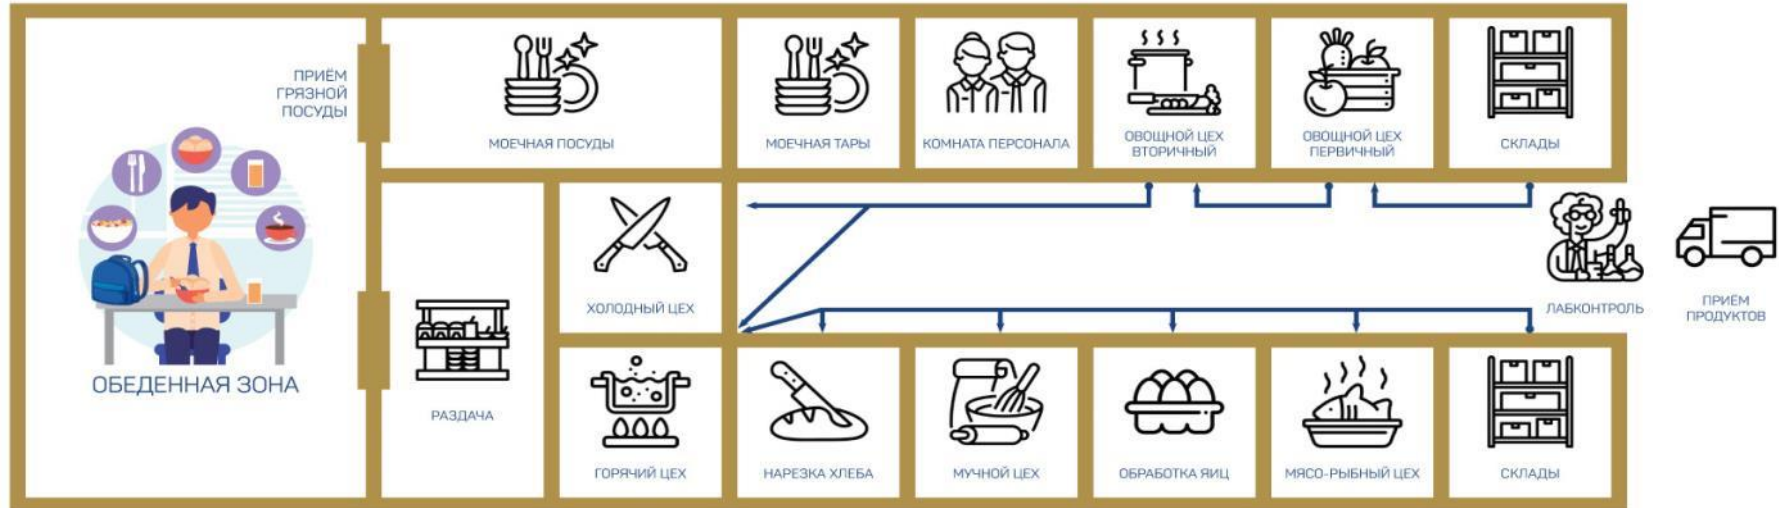 ПРИЁМ
ГРЯЗНОЙ
ПОСУДЫ
МОЕЧНАЯ ПОСУДЫ
МОЕЧНАЯ ТАРЫ
КОМНАТА ПЕРСОНАЛА
ОВОЩНОЙ ЦЕХ
ВТОРИЧНЫЙ
ОВОЩНОЙ ЦЕХ
ПЕРВИЧНЫЙ
СКЛАДЫ
ХОЛОДНЫЙ ЦЕХ
ЛАБКОНТРОЛЬ
ПРИЁМ
ПРОДУКТОВ
ОБЕДЕННАЯ ЗОНА
РАЗДАЧА
ГОРЯЧИЙ ЦЕХ
НАРЕЗКА ХЛЕБА
МУЧНОЙ ЦЕХ
ОБРАБОТКА ЯИЦ
МЯСО-РЫБНЫЙ ЦЕХ
СКЛАДЫ